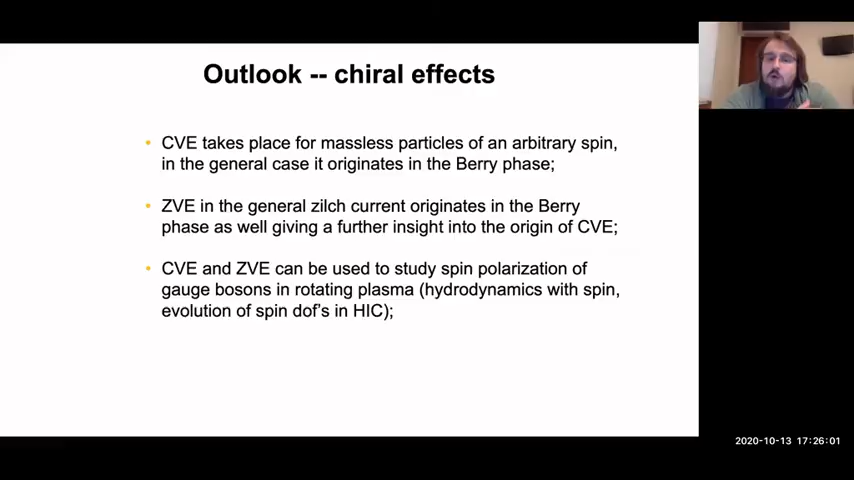 Outlook -- chiral effects
• CVE takes place for massless particles of an arbitrary spin,
in the general case it originates in the Berry phase;
• ZVE in the general zilch current originates in the Berry
phase as well giving a further insight into the origin of CVE;
• CVE and ZVE can be used to study spin polarization of
gauge bosons in rotating plasma (hydrodynamics with spin,
evolution of spin dof's in HIC);
2020-10-13 17:26:01